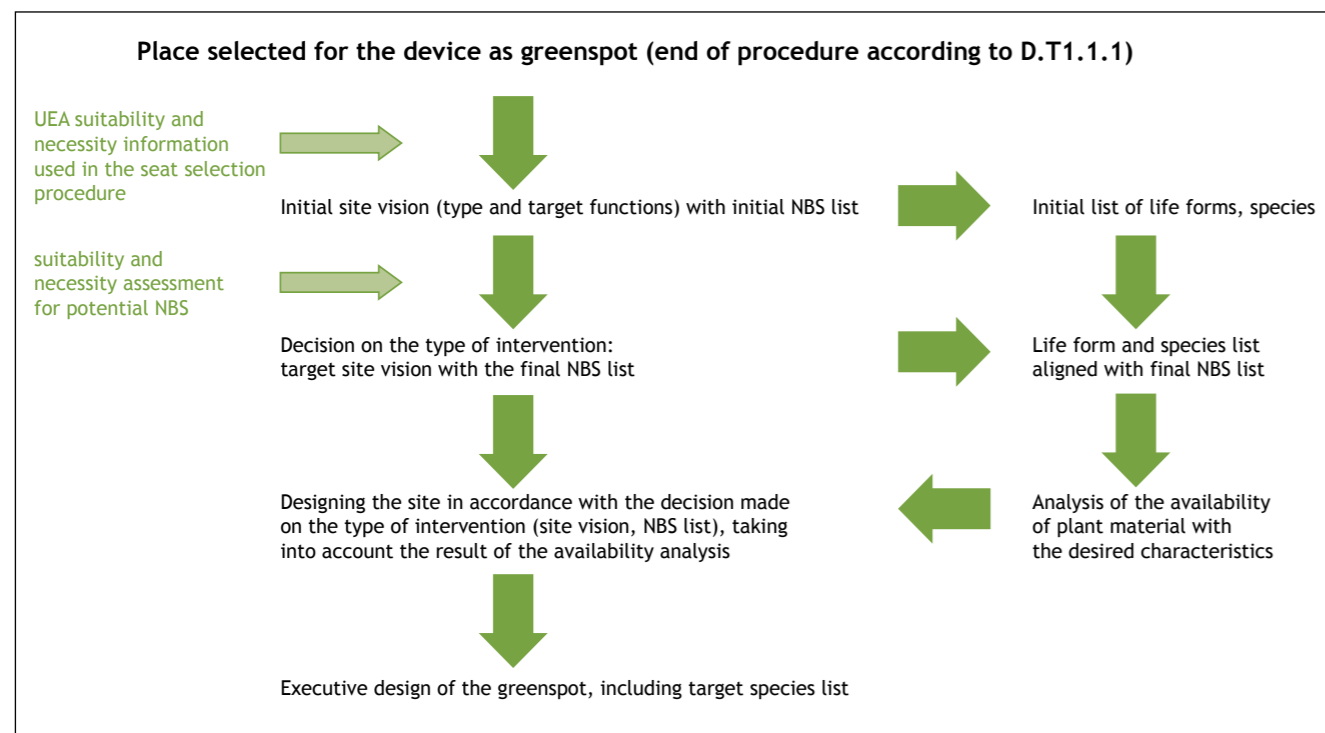 Place selected for the device as greenspot (end of procedure according to D.T1.1.1)
UEA suitability and
necessity information
used in the seat selection
procedure
Initial site vision (type and target functions) with initial NBS list
Initial list of life forms, species
suitability and
necessity assessment
for potential NBS
Decision on the type of intervention:
target site vision with the final NBS list
Life form and species list
aligned with final NBS list
Designing the site in accordance with the decision made
on the type of intervention (site vision, NBS list), taking
into account the result of the availability analysis
Analysis of the availability
of plant material with
the desired characteristics
Executive design of the greenspot, including target species list